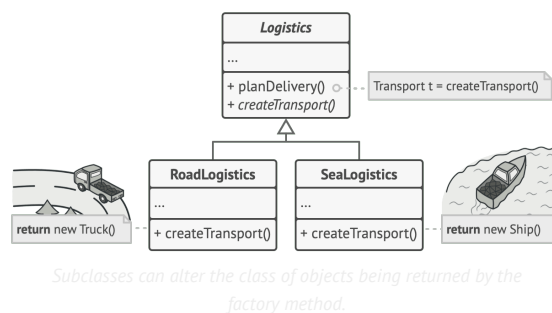 Logistics
...
+ planDelivery()
+ createTransport()
Transport t = createTransport()
RoadLogistics
...
+ createTransport()
SeaLogistics
...
+ createTransport()
return new Truck()
return new Ship()
Subclasses can alter the class of objects being returned by the
factory method.